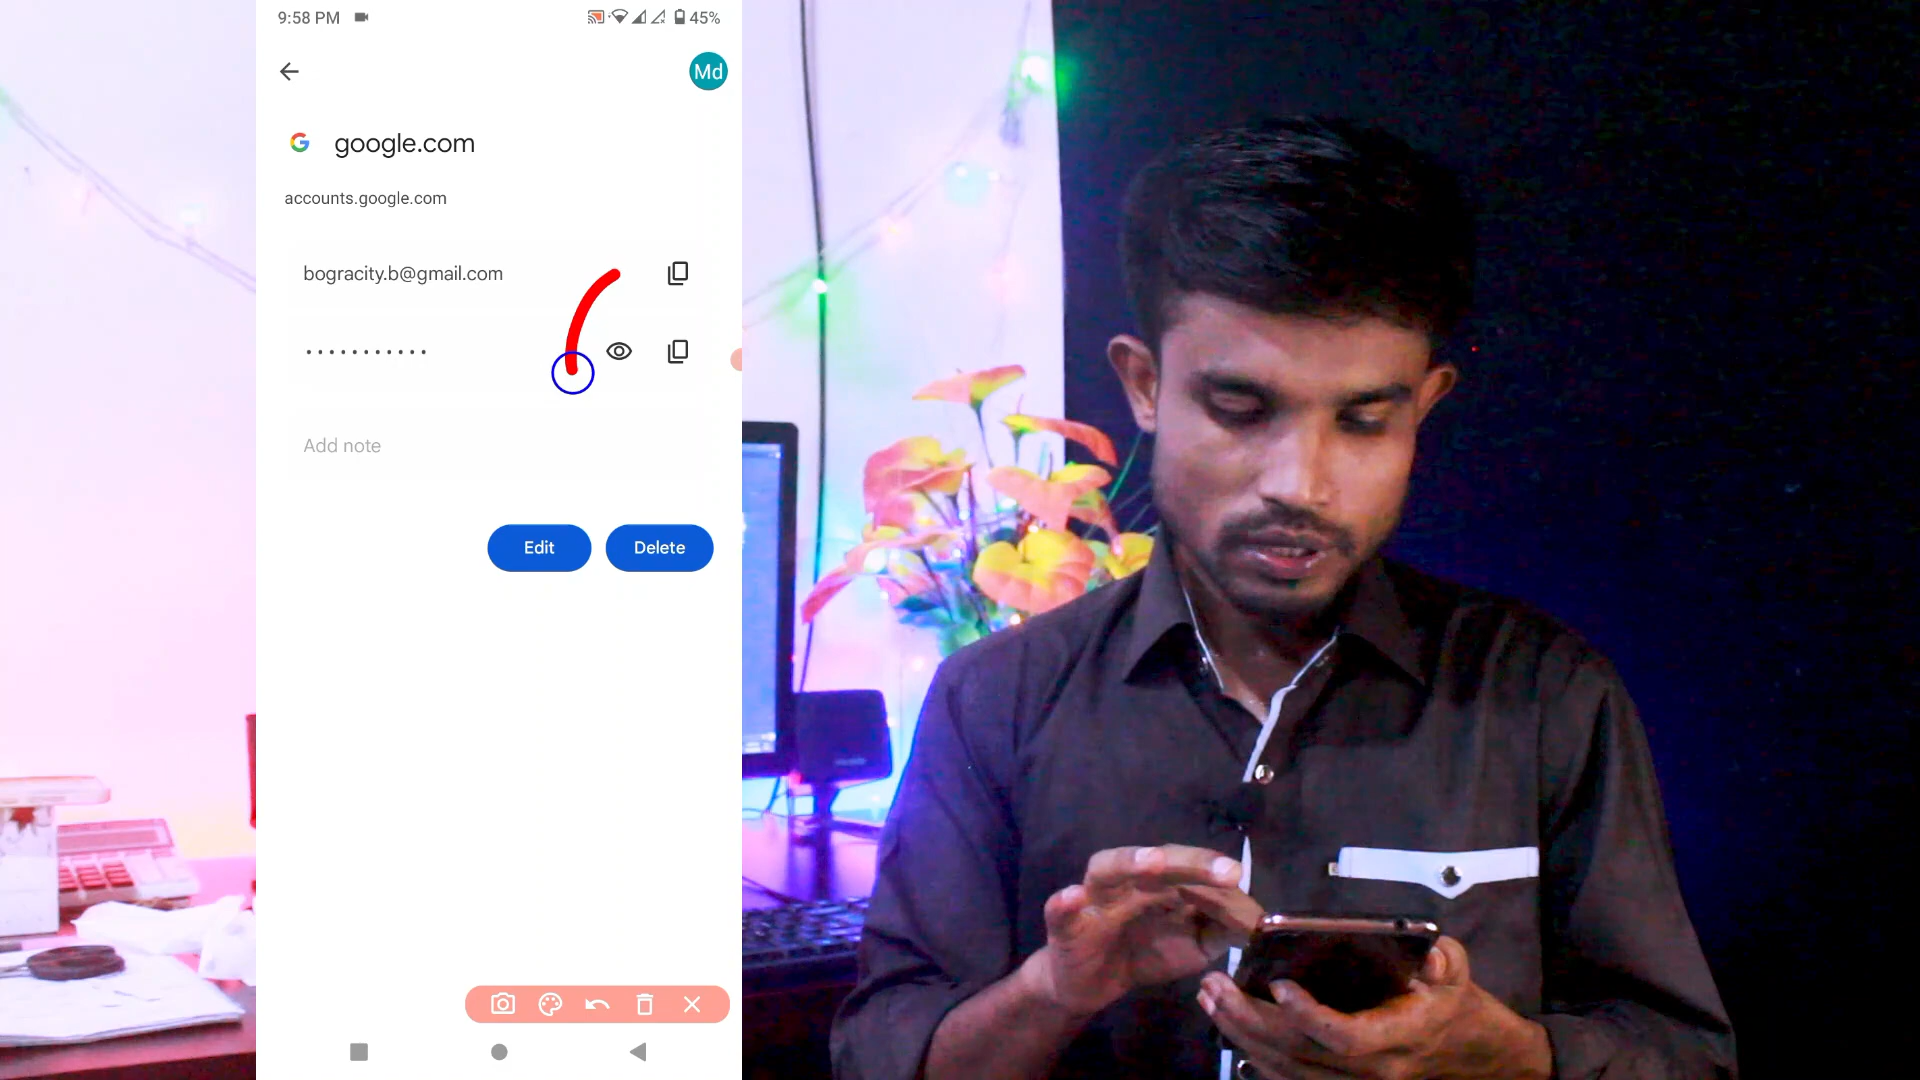 9:58 PM 45%
Md
google.com
accounts.google.com
bogracity.b@gmail.com
•••••••••••
Add note
Edit Delete